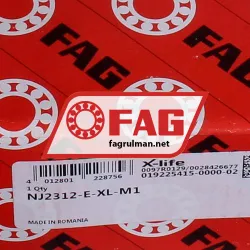 FAG
FAG
fagrulman.net
X-life
0097R0129/0028426677
019225415-0000-02
4 012801 228756
1 Qty
NJ2312-E-XL-M1
MADE IN ROMANIA